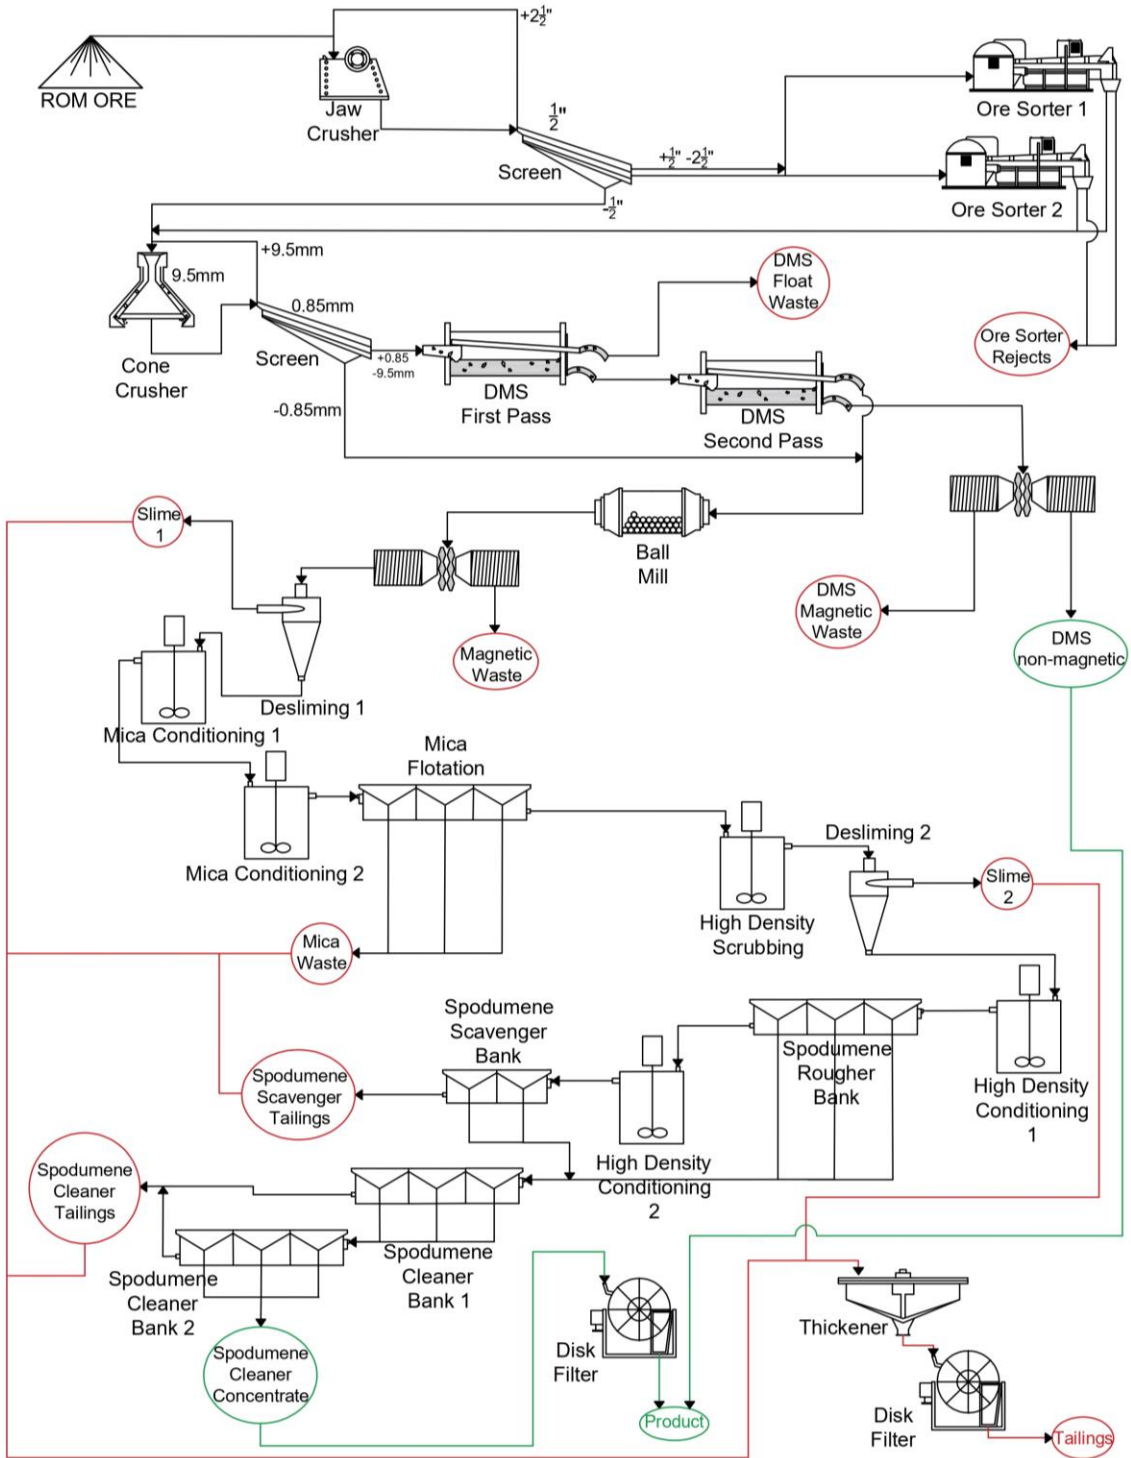 +2½"
ROM ORE
Jaw
Crusher
½"
Screen
+½" -2½"
-½"
Ore Sorter 1
Ore Sorter 2
+9.5mm
9.5mm
0.85mm
Cone
Crusher
Screen
+0.85
-9.5mm
-0.85mm
DMS
Float
Waste
Ore Sorter
Rejects
DMS
First Pass
DMS
Second Pass
Slime
1
Ball
Mill
Magnetic
Waste
DMS
Magnetic
Waste
DMS
non-magnetic
Desliming 1
Mica Conditioning 1
Mica
Flotation
Mica Conditioning 2
Desliming 2
High Density
Scrubbing
Slime
2
Mica
Waste
Spodumene
Scavenger
Bank
Spodumene
Rougher
Bank
High Density
Conditioning
1
Spodumene
Scavenger
Tailings
High Density
Conditioning
2
Spodumene
Cleaner
Tailings
Spodumene
Cleaner
Bank 1
Spodumene
Cleaner
Bank 2
Spodumene
Cleaner
Concentrate
Disk
Filter
Product
Thickener
Disk
Filter
Tailings